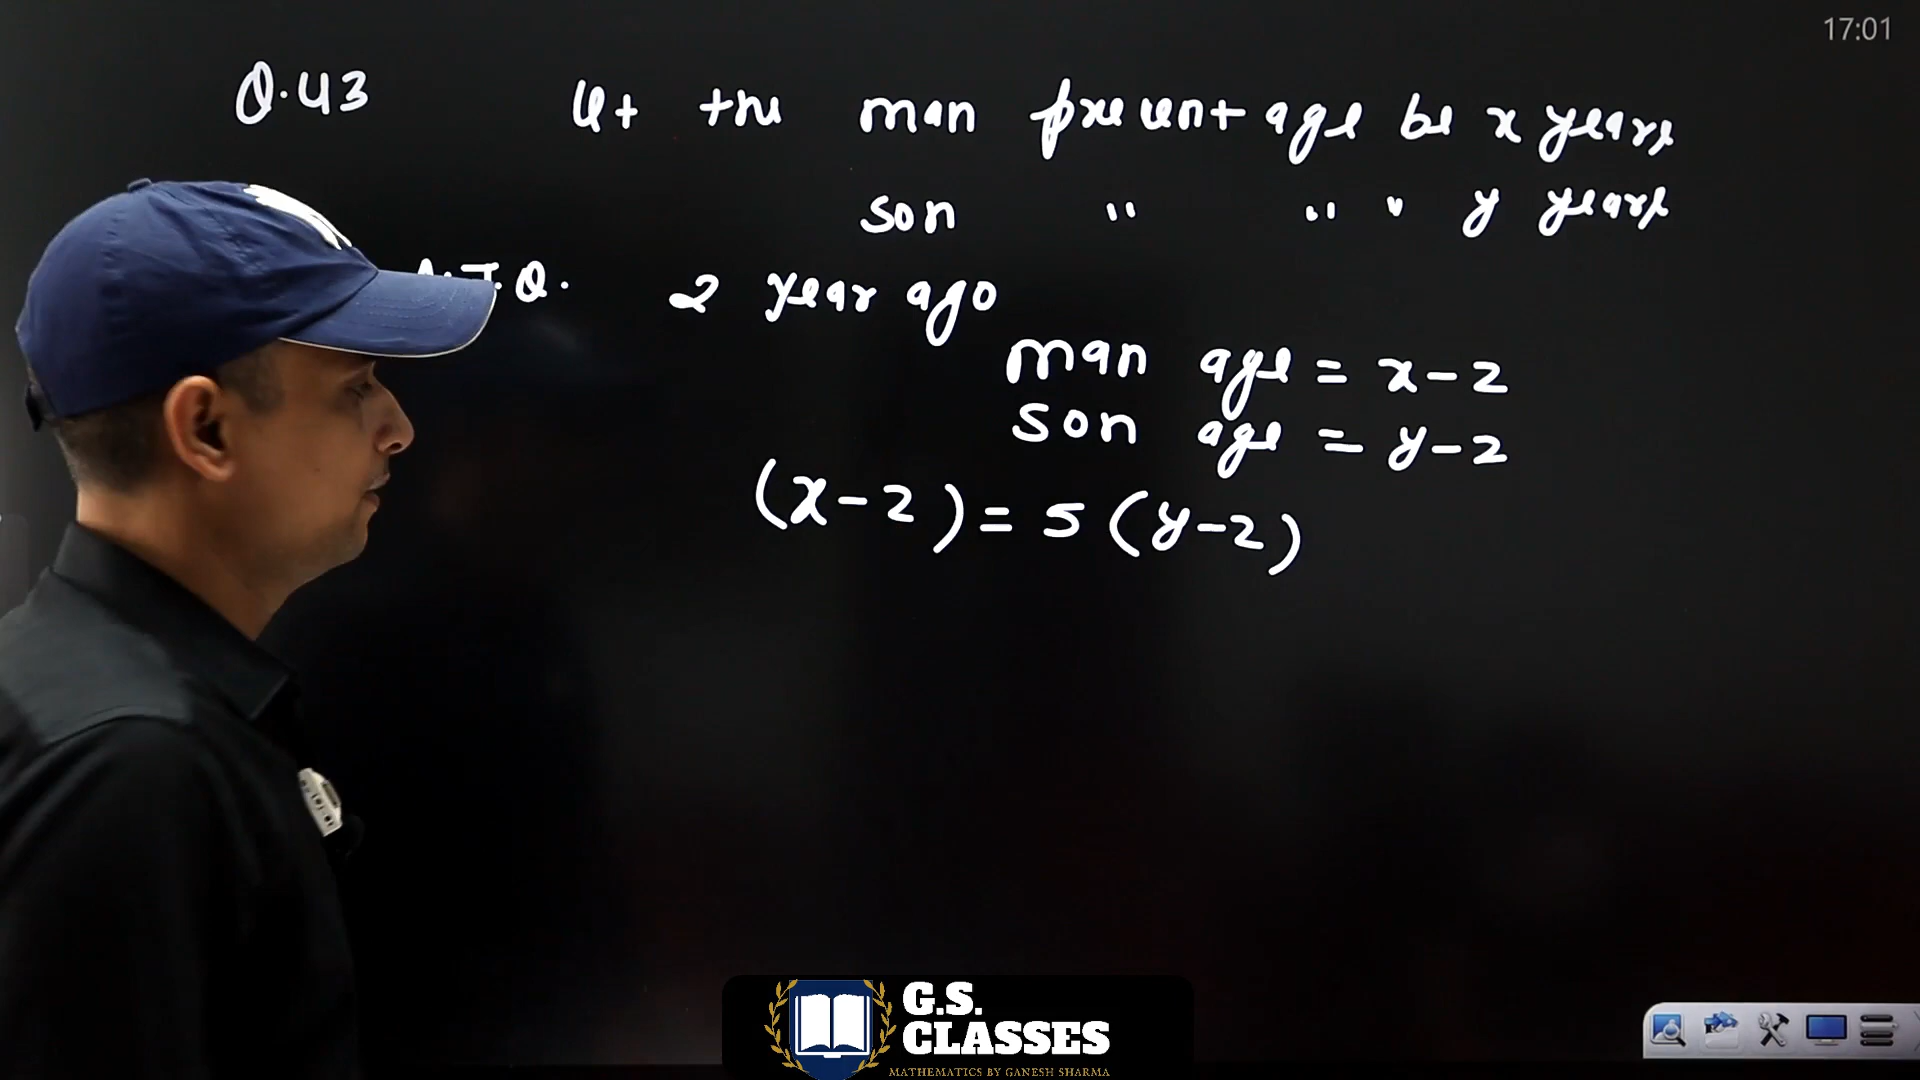 17:01
Q.43 Let the man present age be x years
son " " " y years
A.T.Q. 2 year ago
man age = x-2
son age = y-2
(x-2) = 5(y-2)
G.S.
CLASSES
MATHEMATICS BY GANESH SHARMA